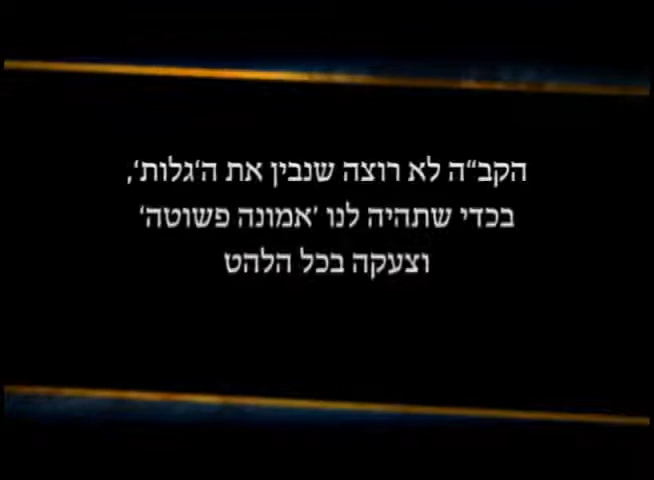 הקב"ה לא רוצה שנבין את ה'גלות',
בכדי שתהיה לנו 'אמונה פשוטה'
וצעקה בכל הלהט